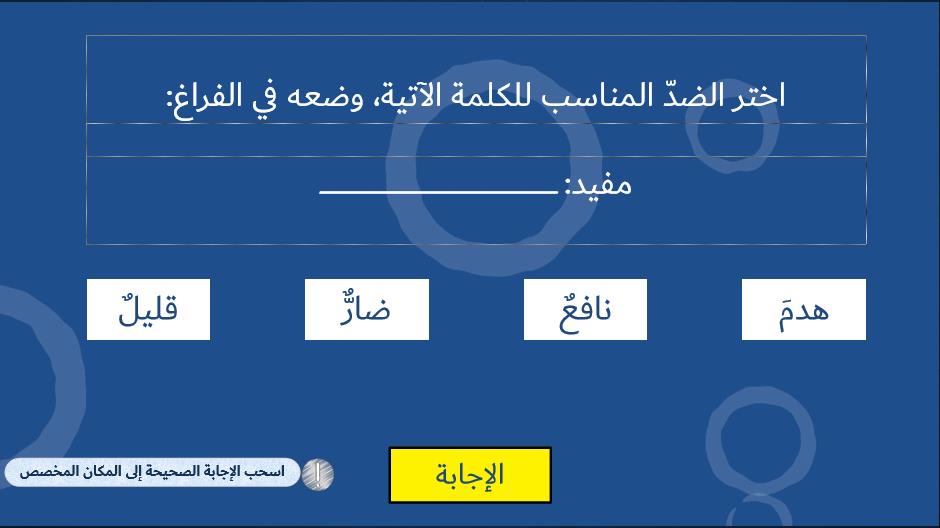 اختر الضدّ المناسب للكلمة الآتية، وضعه في الفراغ:
مفيد: ______________
هدمَ
نافعٌ
ضارٌّ
قليلٌ
الإجابة
! اسحب الإجابة الصحيحة إلى المكان المخصص